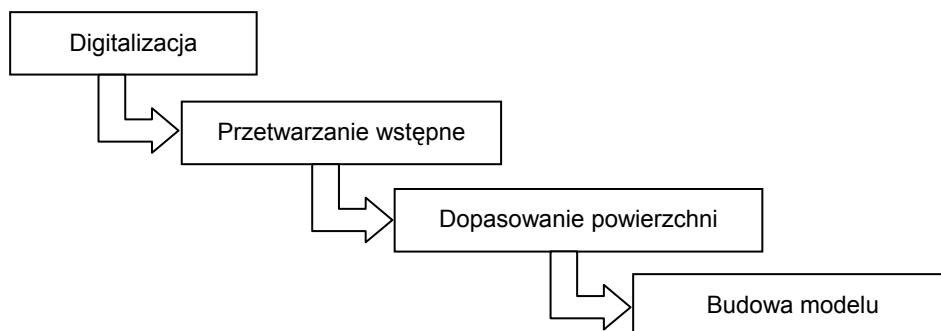 Digitalizacja
Przetwarzanie wstępne
Dopasowanie powierzchni
Budowa modelu